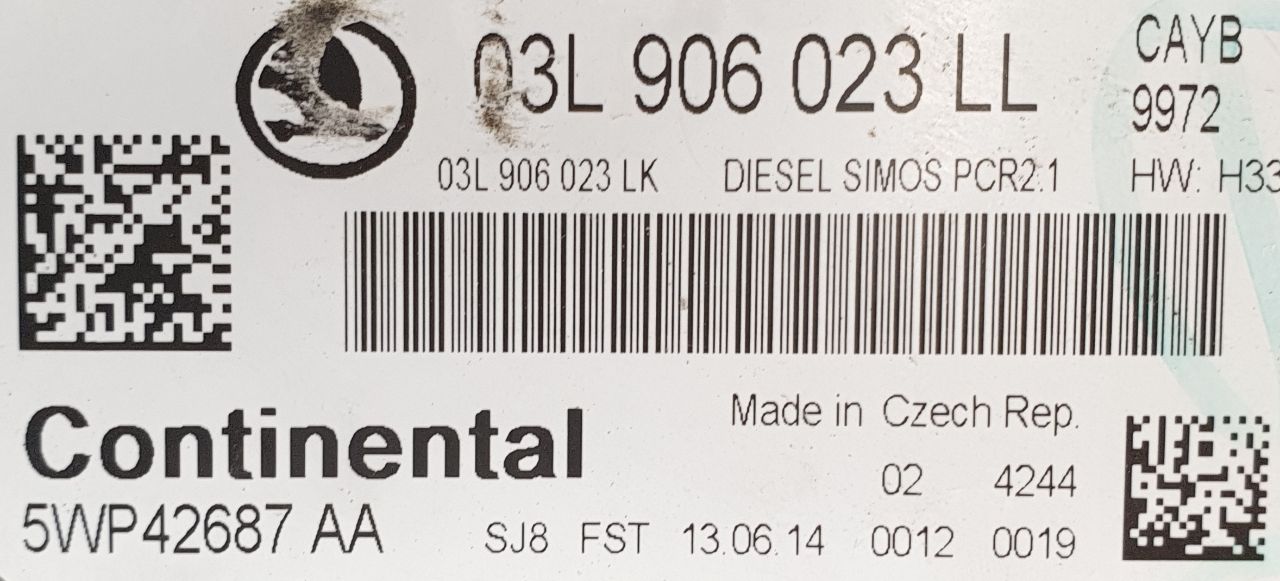 03L 906 023 LL
CAYB
9972
03L 906 023 LK DIESEL SIMOS PCR2.1 HW: H33
Continental
Made in Czech Rep.
02 4244
5WP42687 AA SJ8 FST 13.06.14 0012 0019